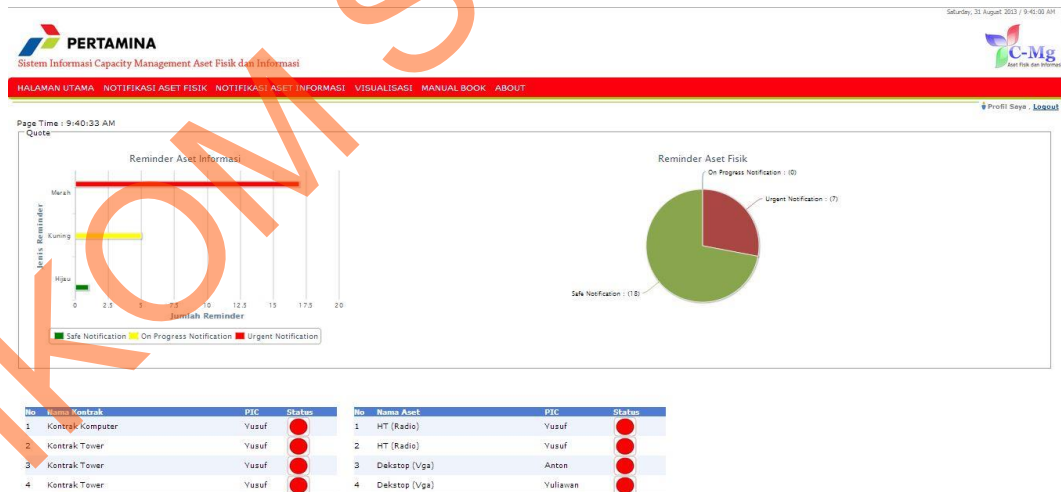 Saturday, 31 August 2013 / 9:41:00 AM
PERTAMINA
Sistem Informasi Capacity Management Aset Fisik dan Informasi
C-Mg
Aset Fisik dan Informasi
HALAMAN UTAMA NOTIFIKASI ASET FISIK NOTIFIKASI ASET INFORMASI VISUALISASI MANUAL BOOK ABOUT
Profil Saya . Logout
Page Time : 9:40:33 AM
Quote
Reminder Aset Informasi
Jenis Reminder
Merah
Kuning
Hijau
0 2.5 5 7.5 10 12.5 15 17.5 20
Jumlah Reminder
Safe Notification On Progress Notification Urgent Notification
Reminder Aset Fisik
On Progress Notification : (0)
Urgent Notification : (7)
Safe Notification : (18)
No Nama Kontrak PIC Status
1 Kontrak Komputer Yusuf
2 Kontrak Tower Yusuf
3 Kontrak Tower Yusuf
4 Kontrak Tower Yusuf
No Nama Aset PIC Status
1 HT (Radio) Yusuf
2 HT (Radio) Yusuf
3 Dekstop (Vga) Anton
4 Dekstop (Vga) Yuliawan
KOMS